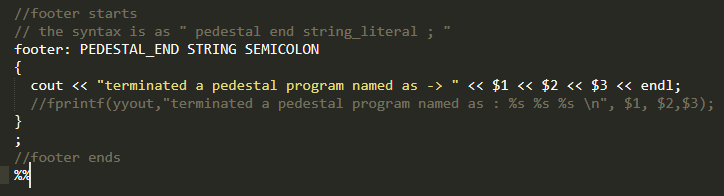 //footer starts
// the syntax is as " pedestal end string_literal ; "
footer: PEDESTAL_END STRING SEMICOLON
{
  cout << "terminated a pedestal program named as -> " << $1 << $2 << $3 << endl;
  //fprintf(yyout,"terminated a pedestal program named as : %s %s %s \n", $1, $2,$3);
}
;
//footer ends
%%